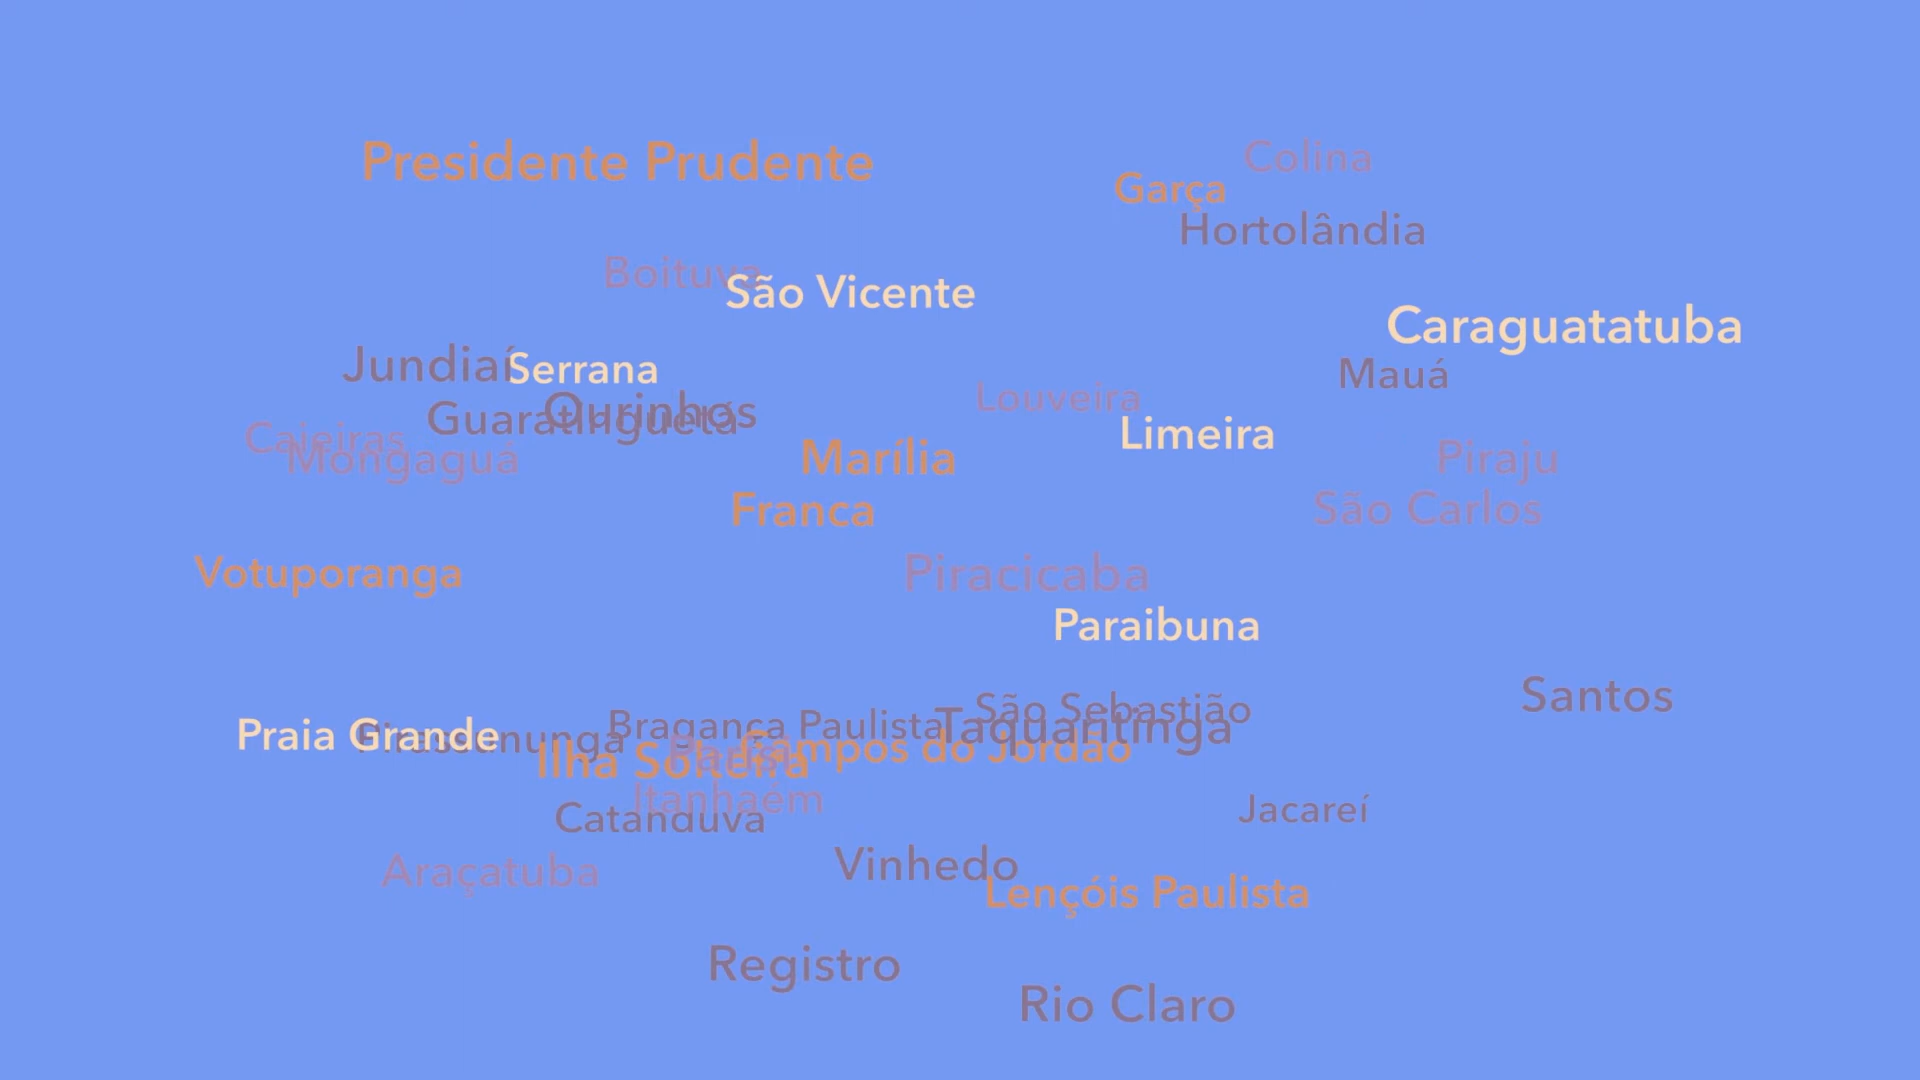 Presidente Prudente
Colina
Garça
Hortolândia
Boituva
São Vicente
Caraguatatuba
Jundiaí
Serrana
Mauá
Louveira
Ourinhos
Guaratinguetá
Limeira
Caieiras
Mongaguá
Marília
Piraju
Franca
São Carlos
Votuporanga
Piracicaba
Paraibuna
Santos
São Sebastião
Bragança Paulista
Taquaritinga
Praia Grande
Pirassununga
Campos do Jordão
Ilha Solteira
Itanhaém
Jacareí
Catanduva
Vinhedo
Araçatuba
Lençóis Paulista
Registro
Rio Claro